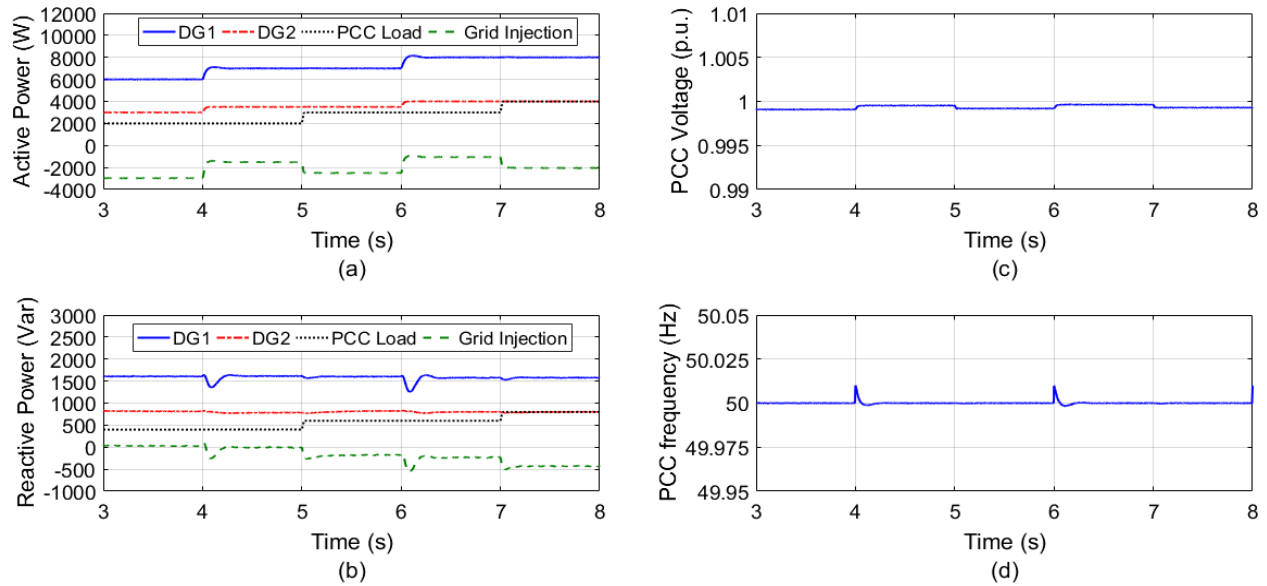 12000
10000
8000
6000
4000
2000
0
-2000
-4000
Active Power (W)
DG1 DG2 PCC Load Grid Injection
3 4 5 6 7 8
Time (s)
(a)
1.01
1.005
1
0.995
0.99
PCC Voltage (p.u.)
3 4 5 6 7 8
Time (s)
(c)
3000
2500
2000
1500
1000
500
0
-500
-1000
Reactive Power (Var)
DG1 DG2 PCC Load Grid Injection
3 4 5 6 7 8
Time (s)
(b)
50.05
50.025
50
49.975
49.95
PCC frequency (Hz)
3 4 5 6 7 8
Time (s)
(d)